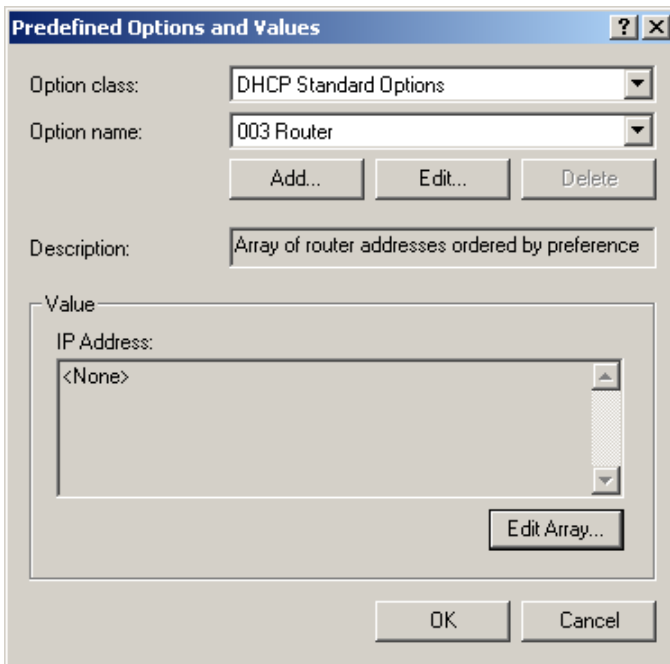 Predefined Options and Values
Option class: DHCP Standard Options
Option name: 003 Router
Add... Edit... Delete
Description: Array of router addresses ordered by preference
Value
IP Address:
<None>
Edit Array...
OK Cancel